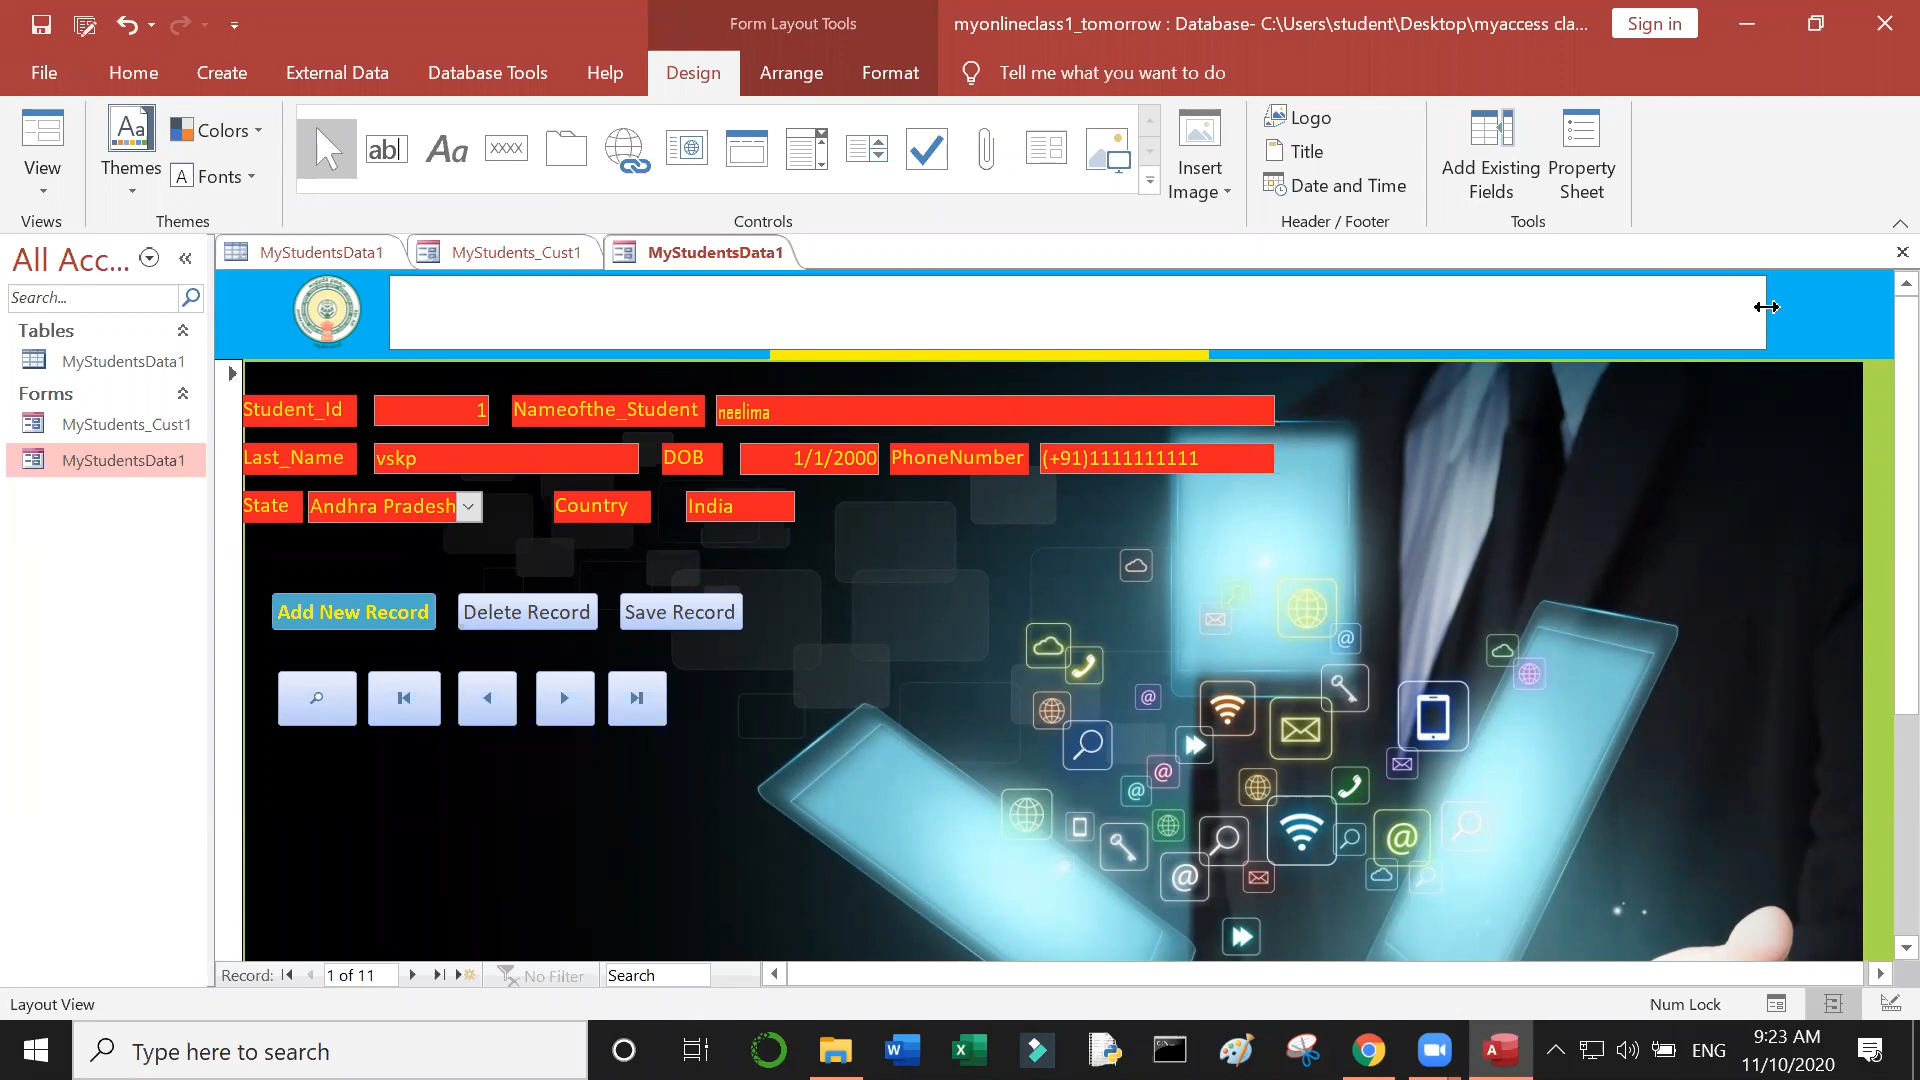 Form Layout Tools
myonlineclass1_tomorrow : Database- C:\Users\student\Desktop\myaccess cla...
Sign in
File
Home
Create
External Data
Database Tools
Help
Design
Arrange
Format
Tell me what you want to do
View
Views
Aa
Themes
Colors
A Fonts
Themes
ab|
Aa
XXXX
Controls
Insert
Image
Logo
Title
Date and Time
Header / Footer
Add Existing
Fields
Property
Sheet
Tools
All Acc...
Search...
Tables
MyStudentsData1
Forms
MyStudents_Cust1
MyStudentsData1
MyStudentsData1
MyStudents_Cust1
MyStudentsData1
Student_Id
1
Nameofthe_Student
neelima
Last_Name
vskp
DOB
1/1/2000
PhoneNumber
(+91)1111111111
State
Andhra Pradesh
Country
India
Add New Record
Delete Record
Save Record
Record:
1 of 11
No Filter
Search
Layout View
Num Lock
Type here to search
ENG
9:23 AM
11/10/2020